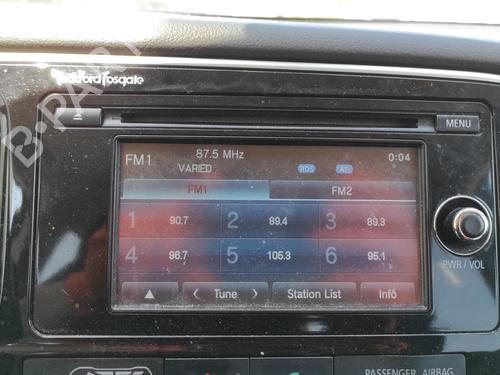 Rockford Fosgate
MENU
FM1 87.5 MHz 0:04
VARIED RDS AF
FM1 FM2
1 90.7 2 89.4 3 89.3
4 96.7 5 105.3 6 95.1
Tune Station List Info
PWR / VOL
PASSENGER AIRBAG
B-PARTS